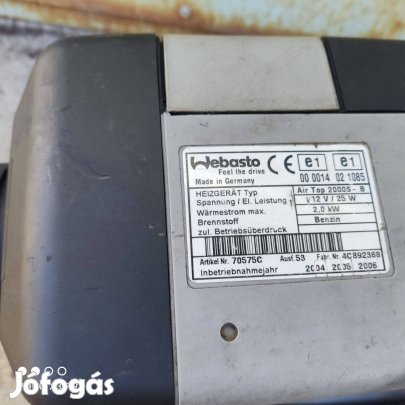 Webasto CE e1 e1
Feel the drive 00 0014 02 1085
Made in Germany
HEIZGERÄT Typ Air Top 2000S - B
Spannung / El. Leistung 12 V / 25 W
Wärmestrom max. 2.0 kW
Brennstoff Benzin
zul. Betriebsüberdruck
Artikel Nr. 70575C Ausf. 53 Fabr. Nr. 4C892368
Inbetriebnahmejahr 2004 2005 2006
Jófogás